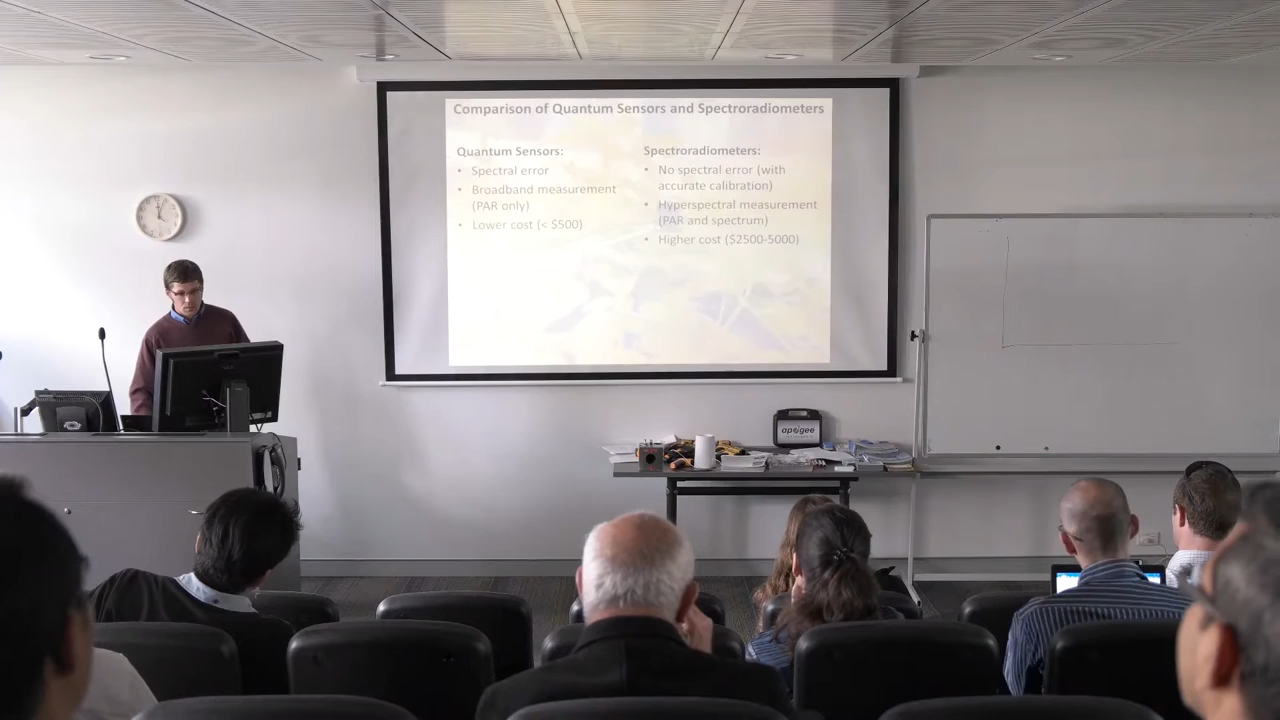 Comparison of Quantum Sensors and Spectroradiometers
Quantum Sensors:
• Spectral error
• Broadband measurement
(PAR only)
• Lower cost (< $500)
Spectroradiometers:
• No spectral error (with
accurate calibration)
• Hyperspectral measurement
(PAR and spectrum)
• Higher cost ($2500-5000)
apogee